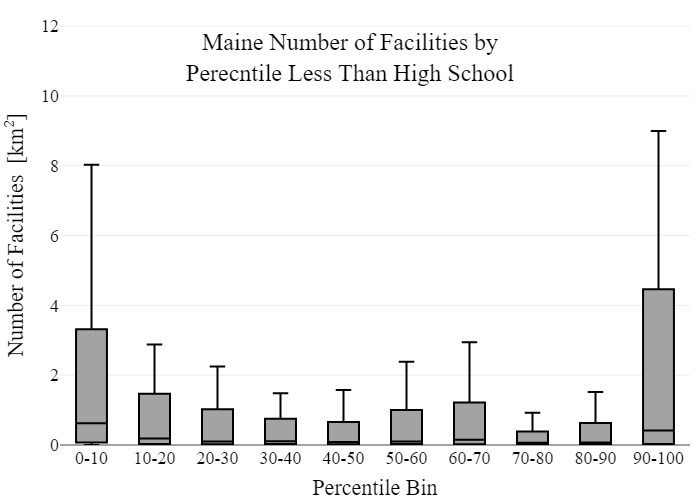 Maine Number of Facilities by
Perecntile Less Than High School
Number of Facilities [km²]
12
10
8
6
4
2
0
0-10 10-20 20-30 30-40 40-50 50-60 60-70 70-80 80-90 90-100
Percentile Bin